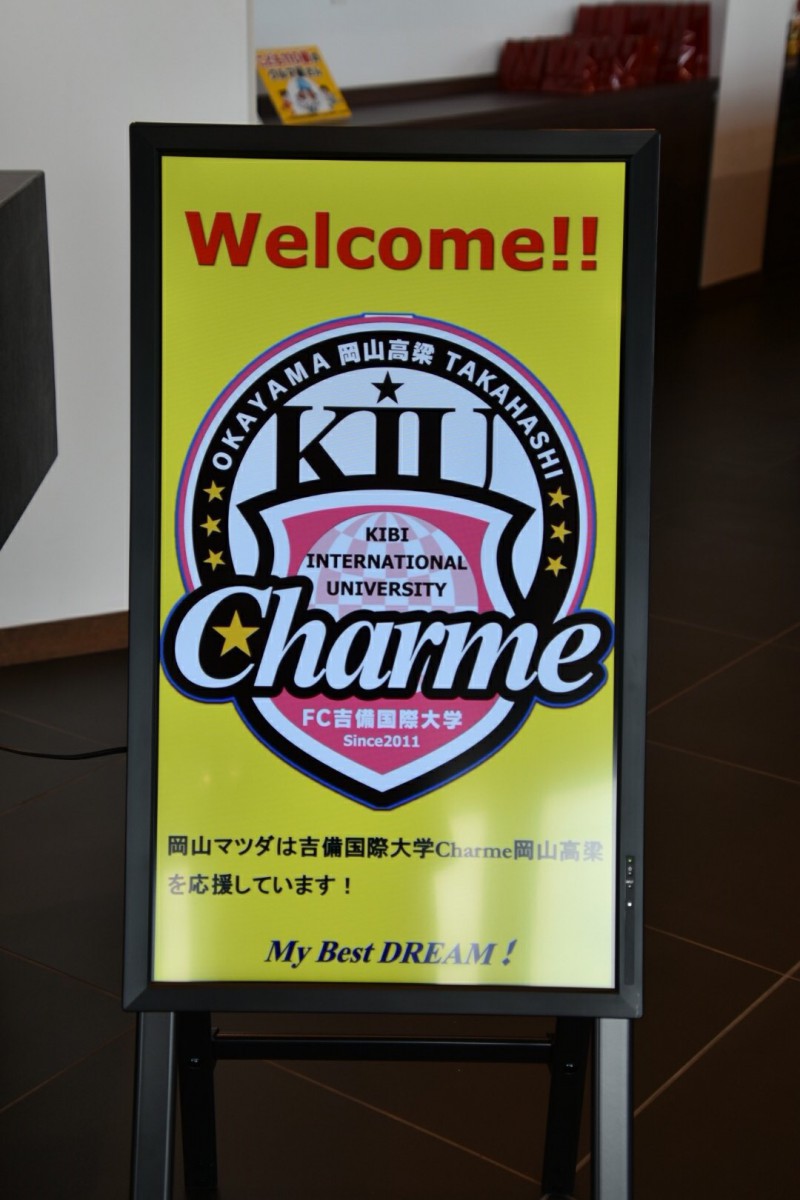 Welcome!!
OKAYAMA 岡山高梁 TAKAHASHI
KIU
KIBI
INTERNATIONAL
UNIVERSITY
Charme
FC吉備国際大学
Since2011
岡山マツダは吉備国際大学Charme岡山高梁
を応援しています！
My Best DREAM！